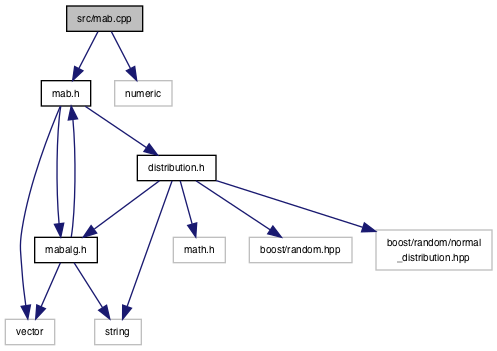 src/mab.cpp
mab.h
numeric
distribution.h
mabalg.h
math.h
boost/random.hpp
boost/random/normal
_distribution.hpp
vector
string